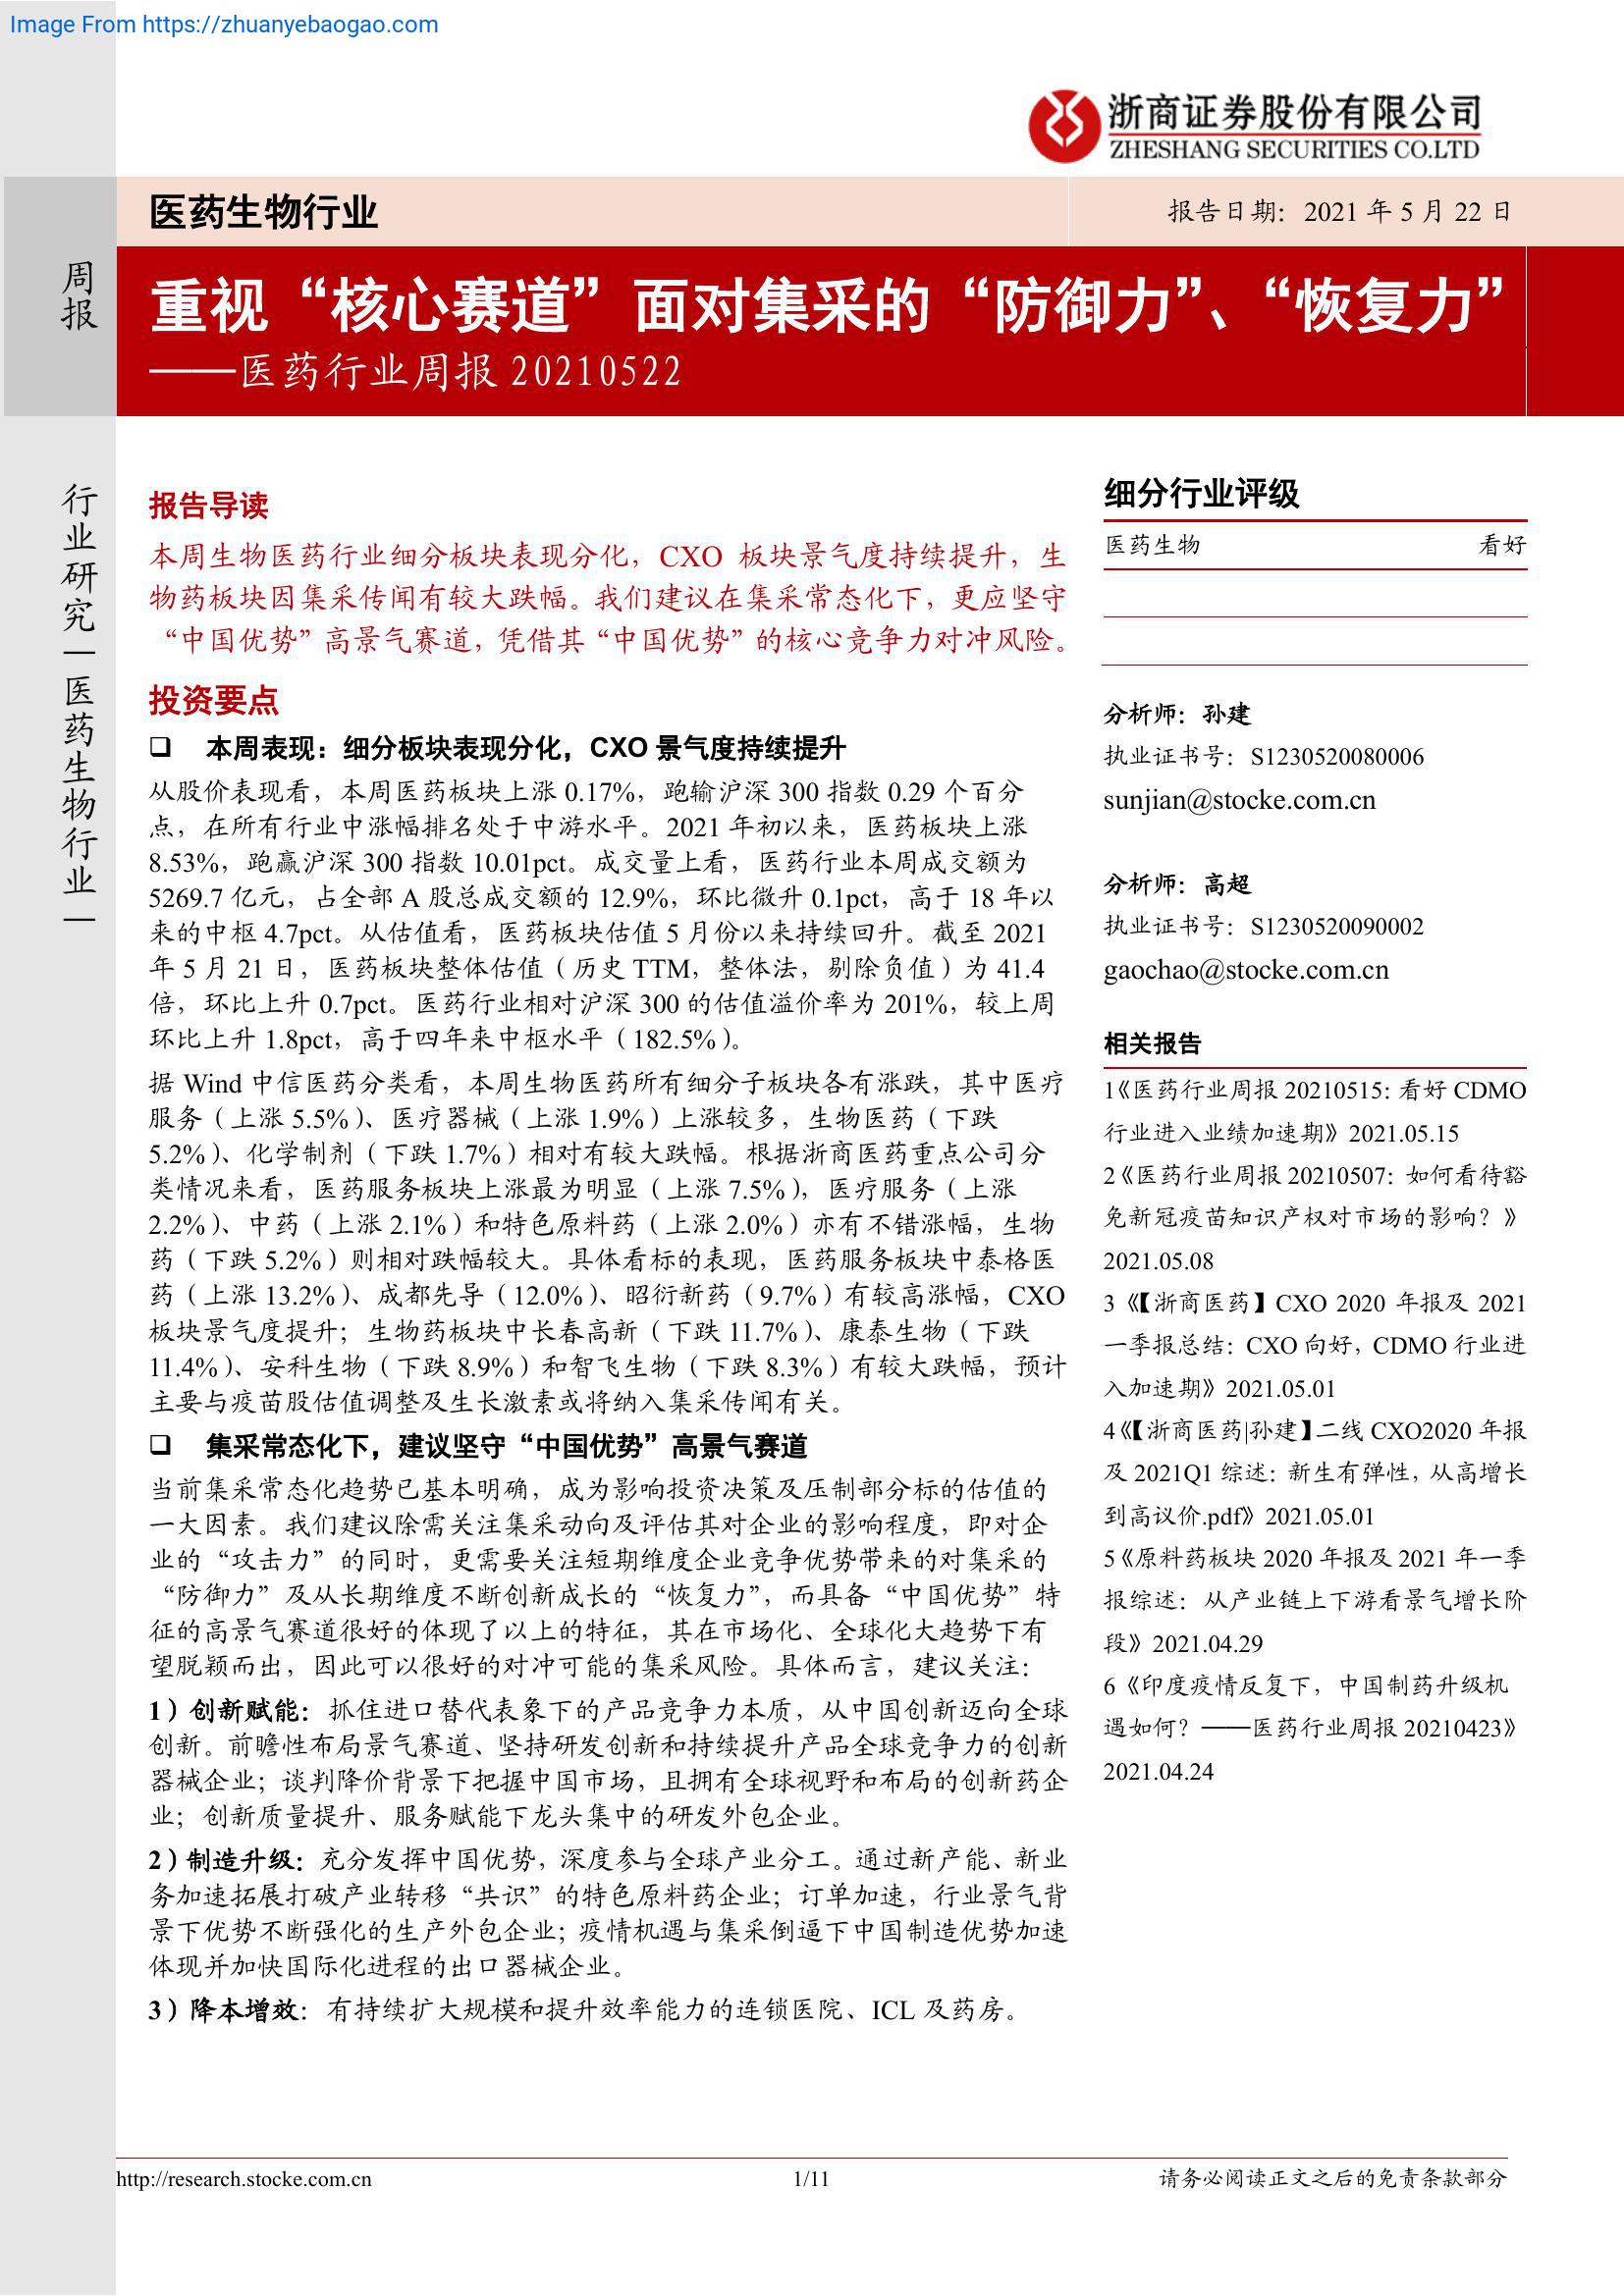 Image From https://zhuanyebaogao.com
浙商证券股份有限公司
ZHESHANG SECURITIES CO.LTD
医药生物行业
报告日期：2021 年 5 月 22 日
周报
重视“核心赛道”面对集采的“防御力”、“恢复力”
——医药行业周报 20210522
行业研究|医药生物行业|
报告导读
本周生物医药行业细分板块表现分化，CXO 板块景气度持续提升，生
物药板块因集采传闻有较大跌幅。我们建议在集采常态化下，更应坚守
“中国优势”高景气赛道，凭借其“中国优势”的核心竞争力对冲风险。
投资要点
❑ 本周表现：细分板块表现分化，CXO 景气度持续提升
从股价表现看，本周医药板块上涨 0.17%，跑输沪深 300 指数 0.29 个百分
点，在所有行业中涨幅排名处于中游水平。2021 年初以来，医药板块上涨
8.53%，跑赢沪深 300 指数 10.01pct。成交量上看，医药行业本周成交额为
5269.7 亿元，占全部 A 股总成交额的 12.9%，环比微升 0.1pct，高于 18 年以
来的中枢 4.7pct。从估值看，医药板块估值 5 月份以来持续回升。截至 2021
年 5 月 21 日，医药板块整体估值（历史 TTM，整体法，剔除负值）为 41.4
倍，环比上升 0.7pct。医药行业相对沪深 300 的估值溢价率为 201%，较上周
环比上升 1.8pct，高于四年来中枢水平（182.5%）。
据 Wind 中信医药分类看，本周生物医药所有细分子板块各有涨跌，其中医疗
服务（上涨 5.5%）、医疗器械（上涨 1.9%）上涨较多，生物医药（下跌
5.2%）、化学制剂（下跌 1.7%）相对有较大跌幅。根据浙商医药重点公司分
类情况来看，医药服务板块上涨最为明显（上涨 7.5%），医疗服务（上涨
2.2%）、中药（上涨 2.1%）和特色原料药（上涨 2.0%）亦有不错涨幅，生物
药（下跌 5.2%）则相对跌幅较大。具体看标的表现，医药服务板块中泰格医
药（上涨 13.2%）、成都先导（12.0%）、昭衍新药（9.7%）有较高涨幅，CXO
板块景气度提升；生物药板块中长春高新（下跌 11.7%）、康泰生物（下跌
11.4%）、安科生物（下跌 8.9%）和智飞生物（下跌 8.3%）有较大跌幅，预计
主要与疫苗股估值调整及生长激素或将纳入集采传闻有关。
❑ 集采常态化下，建议坚守“中国优势”高景气赛道
当前集采常态化趋势已基本明确，成为影响投资决策及压制部分标的估值的
一大因素。我们建议除需关注集采动向及评估其对企业的影响程度，即对企
业的“攻击力”的同时，更需要关注短期维度企业竞争优势带来的对集采的
“防御力”及从长期维度不断创新成长的“恢复力”，而具备“中国优势”特
征的高景气赛道很好的体现了以上的特征，其在市场化、全球化大趋势下有
望脱颖而出，因此可以很好的对冲可能的集采风险。具体而言，建议关注：
1）创新赋能：抓住进口替代表象下的产品竞争力本质，从中国创新迈向全球
创新。前瞻性布局景气赛道、坚持研发创新和持续提升产品全球竞争力的创新
器械企业；谈判降价背景下把握中国市场，且拥有全球视野和布局的创新药企
业；创新质量提升、服务赋能下龙头集中的研发外包企业。
2）制造升级：充分发挥中国优势，深度参与全球产业分工。通过新产能、新业
务加速拓展打破产业转移“共识”的特色原料药企业；订单加速，行业景气背
景下优势不断强化的生产外包企业；疫情机遇与集采倒逼下中国制造优势加速
体现并加快国际化进程的出口器械企业。
3）降本增效：有持续扩大规模和提升效率能力的连锁医院、ICL 及药房。
细分行业评级
医药生物 看好
分析师：孙建
执业证书号：S1230520080006
sunjian@stocke.com.cn
分析师：高超
执业证书号：S1230520090002
gaochao@stocke.com.cn
相关报告
1《医药行业周报 20210515：看好 CDMO
行业进入业绩加速期》2021.05.15
2《医药行业周报 20210507：如何看待豁
免新冠疫苗知识产权对市场的影响？》
2021.05.08
3《【浙商医药】CXO 2020 年报及 2021
一季报总结：CXO 向好，CDMO 行业进
入加速期》2021.05.01
4《【浙商医药|孙建】二线 CXO2020 年报
及 2021Q1 综述：新生有弹性，从高增长
到高议价.pdf》2021.05.01
5《原料药板块 2020 年报及 2021 年一季
报综述：从产业链上下游看景气增长阶
段》2021.04.29
6《印度疫情反复下，中国制药升级机
遇如何？——医药行业周报 20210423》
2021.04.24
http://research.stocke.com.cn
1/11
请务必阅读正文之后的免责条款部分